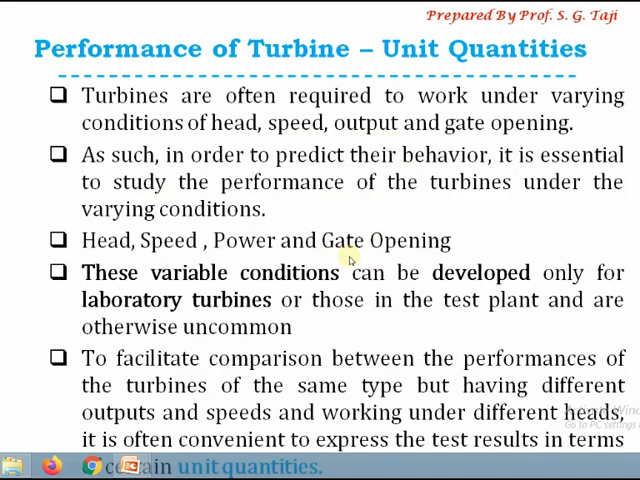 Prepared By Prof. S. G. Taji
Performance of Turbine – Unit Quantities
Turbines are often required to work under varying
conditions of head, speed, output and gate opening.
As such, in order to predict their behavior, it is essential
to study the performance of the turbines under the
varying conditions.
Head, Speed , Power and Gate Opening
These variable conditions can be developed only for
laboratory turbines or those in the test plant and are
otherwise uncommon
To facilitate comparison between the performances of
the turbines of the same type but having different
outputs and speeds and working under different heads,
it is often convenient to express the test results in terms
unit quantities.
Go to PC settings